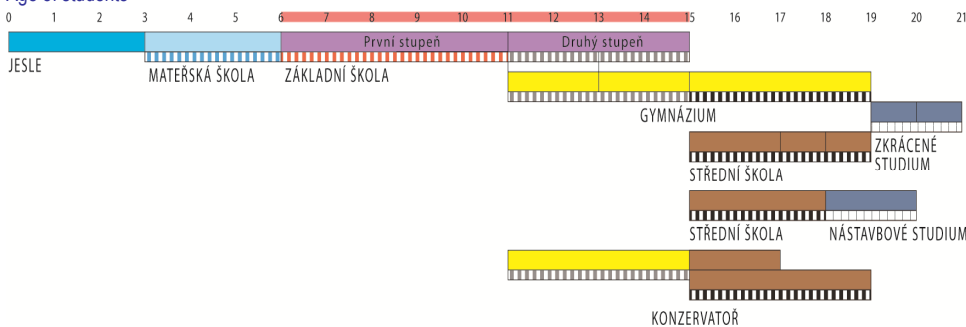 Age of students
0 1 2 3 4 5 6 7 8 9 10 11 12 13 14 15 16 17 18 19 20 21
První stupeň Druhý stupeň
JESLE
MATEŘSKÁ ŠKOLA ZÁKLADNÍ ŠKOLA
GYMNÁZIUM
ZKRÁCENÉ
STUDIUM
STŘEDNÍ ŠKOLA
STŘEDNÍ ŠKOLA NÁSTAVBOVÉ STUDIUM
KONZERVATOŘ